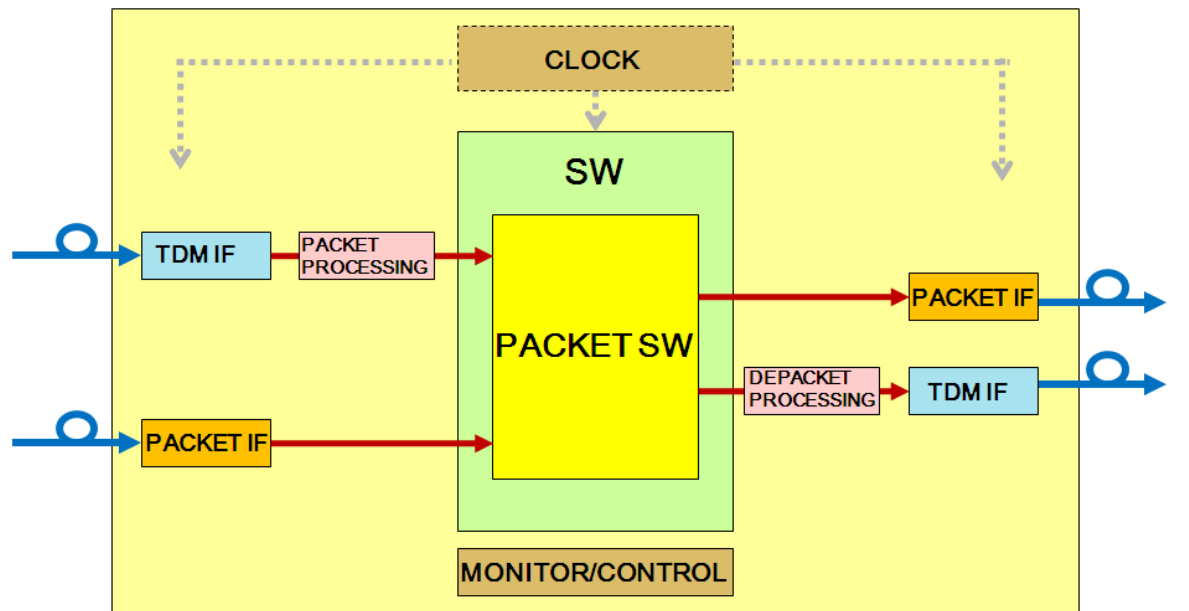 CLOCK
SW
TDM IF
PACKET
PROCESSING
PACKET IF
PACKET SW
DEPACKET
PROCESSING
TDM IF
PACKET IF
MONITOR/CONTROL